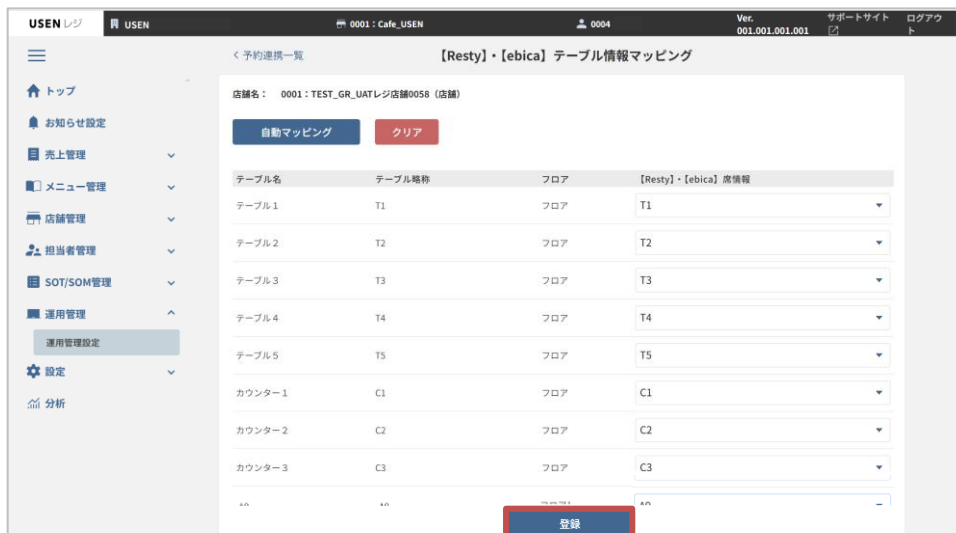 USEN レジ USEN 0001：Cafe_USEN 0004 Ver. 001.001.001.001 サポートサイト ログアウト
< 予約連携一覧 【Resty】・【ebica】テーブル情報マッピング
トップ
お知らせ設定
売上管理
メニュー管理
店舗管理
担当者管理
SOT/SOM管理
運用管理
運用管理設定
設定
分析
店舗名： 0001：TEST_GR_UATレジ店舗0058（店舗）
自動マッピング クリア
テーブル名 テーブル略称 フロア 【Resty】・【ebica】席情報
テーブル1 T1 フロア T1
テーブル2 T2 フロア T2
テーブル3 T3 フロア T3
テーブル4 T4 フロア T4
テーブル5 T5 フロア T5
カウンター1 C1 フロア C1
カウンター2 C2 フロア C2
カウンター3 C3 フロア C3
登録